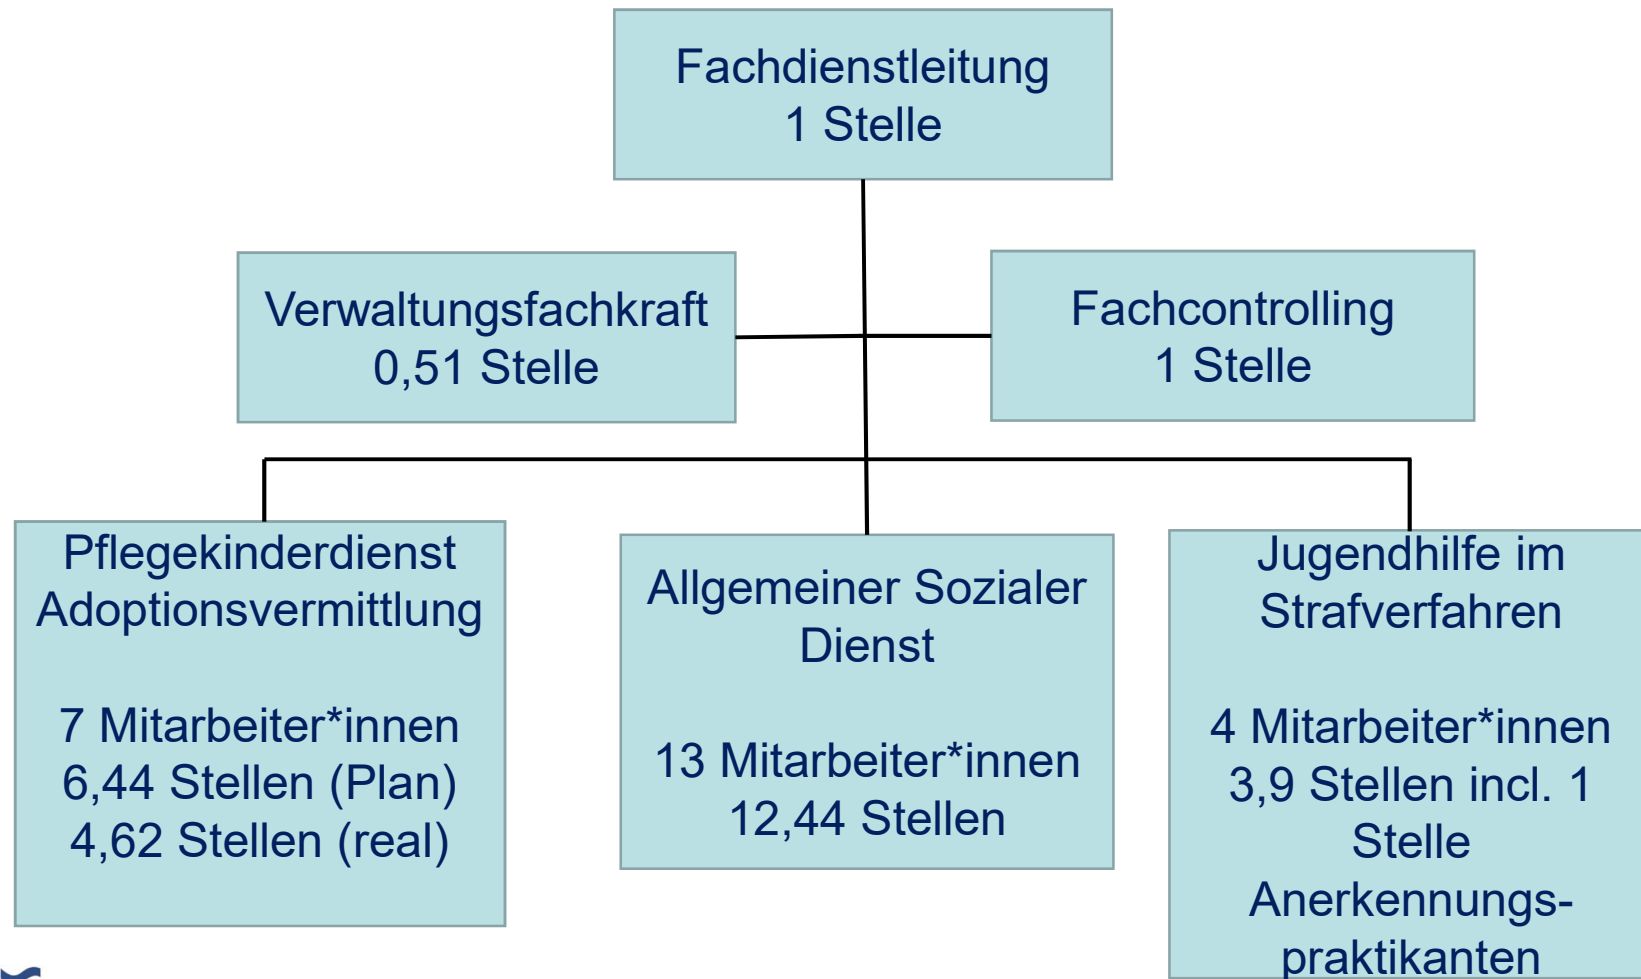 Fachdienstleitung
1 Stelle
Verwaltungsfachkraft
0,51 Stelle
Fachcontrolling
1 Stelle
Pflegekinderdienst
Adoptionsvermittlung
7 Mitarbeiter*innen
6,44 Stellen (Plan)
4,62 Stellen (real)
Allgemeiner Sozialer
Dienst
13 Mitarbeiter*innen
12,44 Stellen
Jugendhilfe im
Strafverfahren
4 Mitarbeiter*innen
3,9 Stellen incl. 1
Stelle
Anerkennungs-
praktikanten